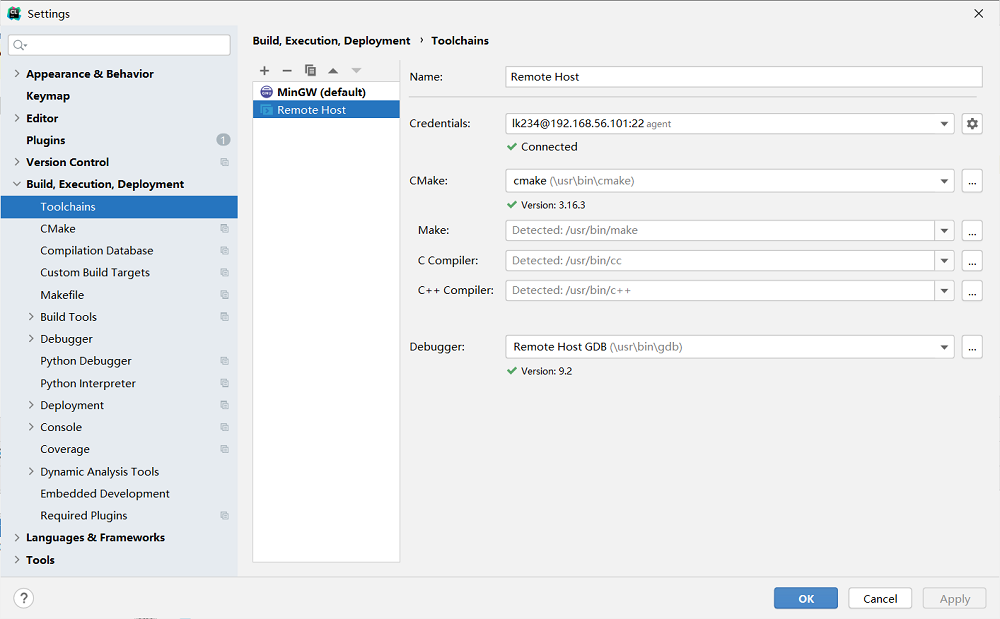 Settings
Appearance & Behavior
Keymap
Editor
Plugins 1
Version Control
Build, Execution, Deployment
Toolchains
CMake
Compilation Database
Custom Build Targets
Makefile
Build Tools
Debugger
Python Debugger
Python Interpreter
Deployment
Console
Coverage
Dynamic Analysis Tools
Embedded Development
Required Plugins
Languages & Frameworks
Tools
Build, Execution, Deployment › Toolchains
MinGW (default)
Remote Host
Name: Remote Host
Credentials: lk234@192.168.56.101:22 agent
Connected
CMake: cmake (\usr\bin\cmake) ...
Version: 3.16.3
Make: Detected: /usr/bin/make ...
C Compiler: Detected: /usr/bin/cc ...
C++ Compiler: Detected: /usr/bin/c++ ...
Debugger: Remote Host GDB (\usr\bin\gdb) ...
Version: 9.2
? OK Cancel Apply